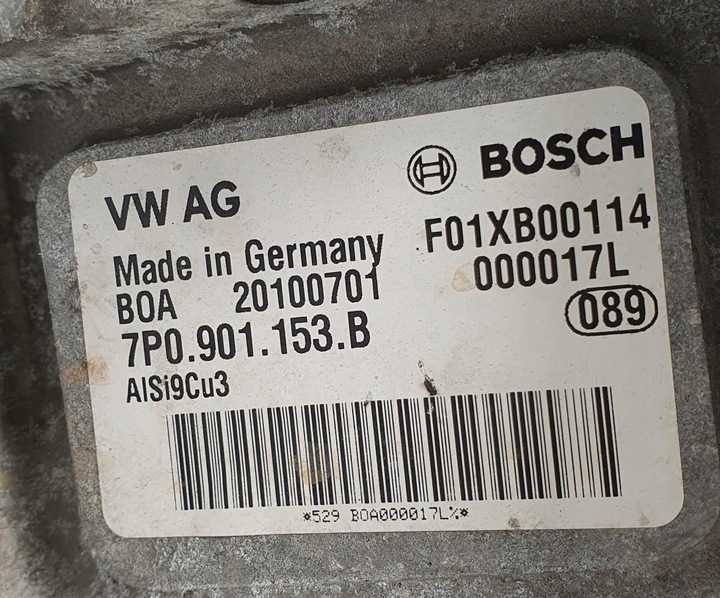 BOSCH
VW AG
F01XB00114
Made in Germany
000017L
BOA 20100701
089
7P0.901.153.B
AlSi9Cu3
*529 BOA000017L%*